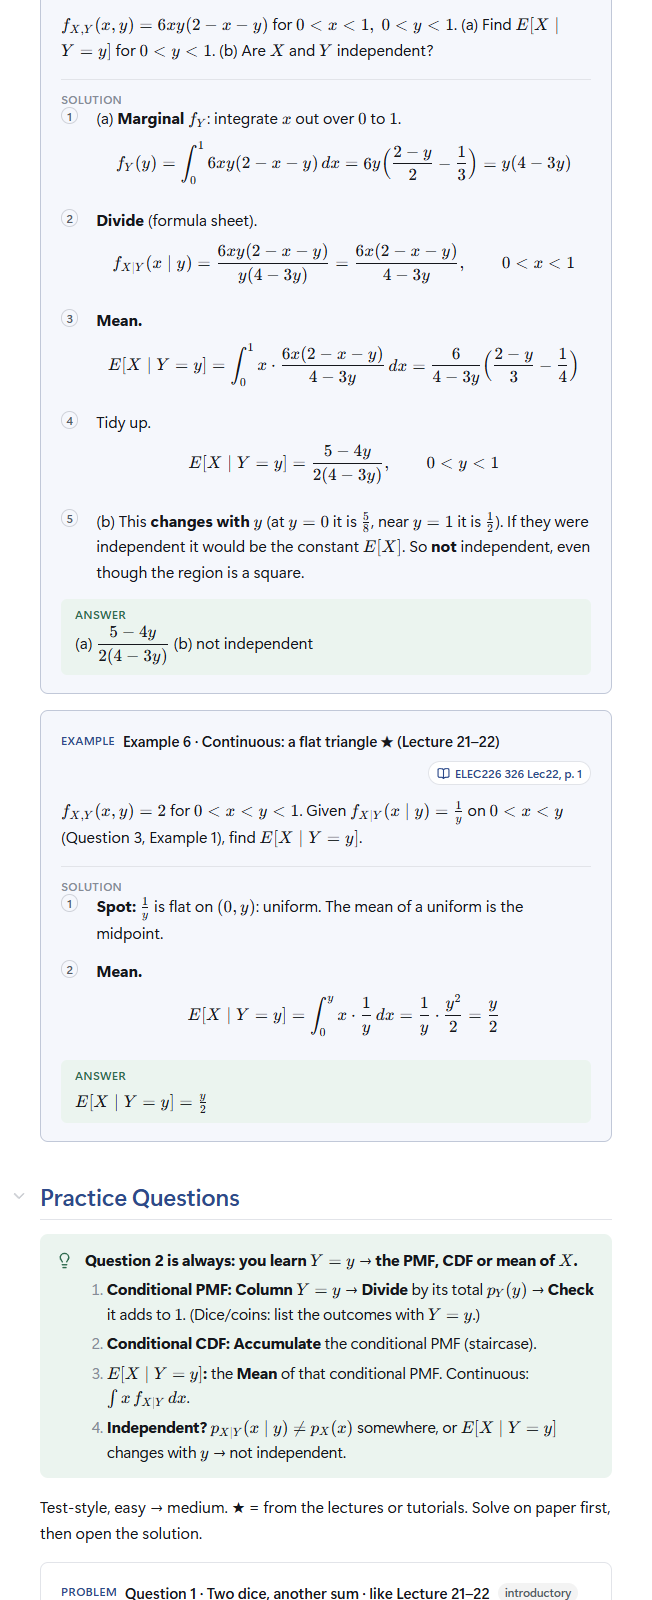 f_{X,Y}(x, y) = 6xy(2 − x − y) for 0 < x < 1, 0 < y < 1. (a) Find E[X |
Y = y] for 0 < y < 1. (b) Are X and Y independent?
SOLUTION
1 (a) Marginal f_Y: integrate x out over 0 to 1.
f_Y(y) = ∫_0^1 6xy(2 − x − y) dx = 6y((2 − y)/2 − 1/3) = y(4 − 3y)
2 Divide (formula sheet).
f_{X|Y}(x | y) = 6xy(2 − x − y)/(y(4 − 3y)) = 6x(2 − x − y)/(4 − 3y), 0 < x < 1
3 Mean.
E[X | Y = y] = ∫_0^1 x · 6x(2 − x − y)/(4 − 3y) dx = 6/(4 − 3y) ((2 − y)/3 − 1/4)
4 Tidy up.
E[X | Y = y] = (5 − 4y)/(2(4 − 3y)), 0 < y < 1
5 (b) This changes with y (at y = 0 it is 5/8, near y = 1 it is 1/2). If they were
independent it would be the constant E[X]. So not independent, even
though the region is a square.
ANSWER
(a) (5 − 4y)/(2(4 − 3y)) (b) not independent
EXAMPLE Example 6 · Continuous: a flat triangle ★ (Lecture 21–22)
ELEC226 326 Lec22, p. 1
f_{X,Y}(x, y) = 2 for 0 < x < y < 1. Given f_{X|Y}(x | y) = 1/y on 0 < x < y
(Question 3, Example 1), find E[X | Y = y].
SOLUTION
1 Spot: 1/y is flat on (0, y): uniform. The mean of a uniform is the
midpoint.
2 Mean.
E[X | Y = y] = ∫_0^y x · 1/y dx = 1/y · y²/2 = y/2
ANSWER
E[X | Y = y] = y/2
Practice Questions
Question 2 is always: you learn Y = y → the PMF, CDF or mean of X.
1. Conditional PMF: Column Y = y → Divide by its total p_Y(y) → Check
it adds to 1. (Dice/coins: list the outcomes with Y = y.)
2. Conditional CDF: Accumulate the conditional PMF (staircase).
3. E[X | Y = y]: the Mean of that conditional PMF. Continuous:
∫ x f_{X|Y} dx.
4. Independent? p_{X|Y}(x | y) ≠ p_X(x) somewhere, or E[X | Y = y]
changes with y → not independent.
Test-style, easy → medium. ★ = from the lectures or tutorials. Solve on paper first,
then open the solution.
PROBLEM Question 1 · Two dice, another sum · like Lecture 21–22 introductory